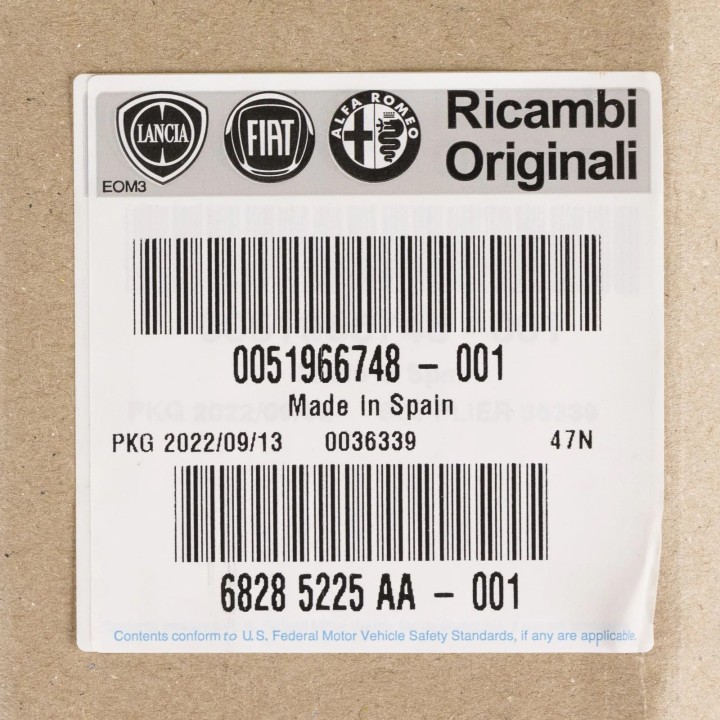 LANCIA
FIAT
ALFA ROMEO
Ricambi
Originali
EOM3
0051966748 - 001
Made in Spain
PKG 2022/09/13 0036339 47N
6828 5225 AA - 001
Contents conform to U.S. Federal Motor Vehicle Safety Standards, if any are applicable.